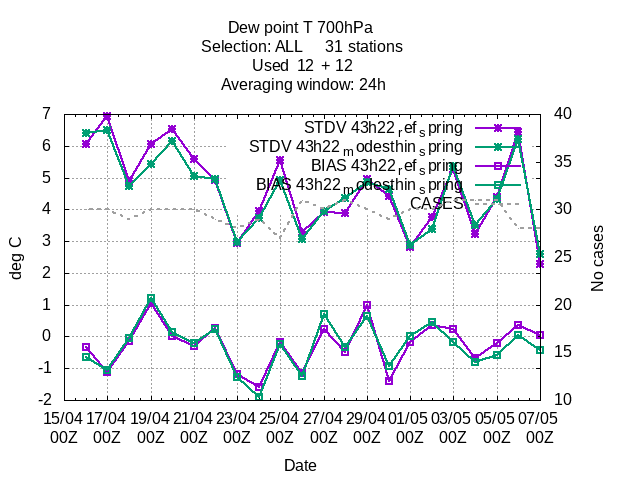 Dew point T 700hPa
Selection: ALL 31 stations
Used 12 + 12
Averaging window: 24h
STDV 43h22_ref_spring
STDV 43h22_modesthin_spring
BIAS 43h22_ref_spring
BIAS 43h22_modesthin_spring
CASES
deg C
No cases
7
6
5
4
3
2
1
0
-1
-2
40
35
30
25
20
15
10
15/04 17/04 19/04 21/04 23/04 25/04 27/04 29/04 01/05 03/05 05/05 07/05
00Z 00Z 00Z 00Z 00Z 00Z 00Z 00Z 00Z 00Z 00Z 00Z
Date